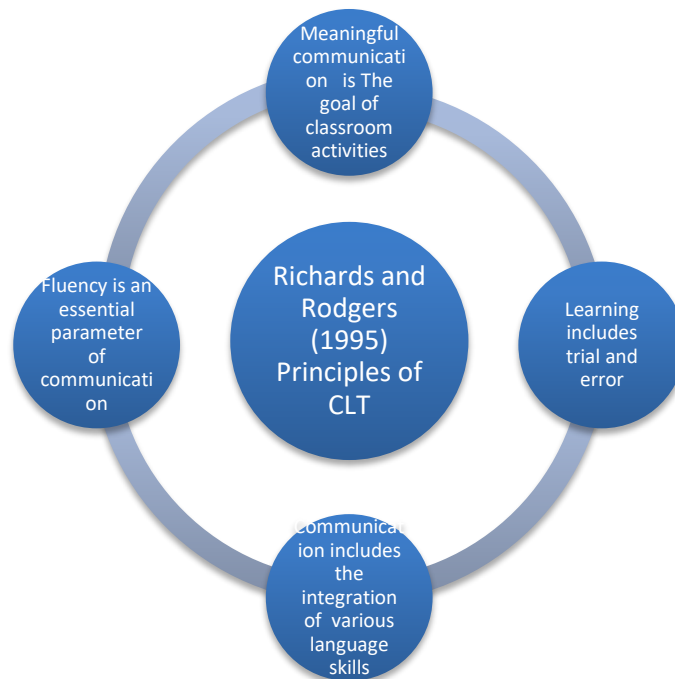 Meaningful
communicati
on is The
goal of
classroom
activities
Richards and
Rodgers
(1995)
Principles of
CLT
Learning
includes
trial and
error
Communicat
ion includes
the
integration
of various
language
skills
Fluency is an
essential
parameter
of
communicati
on